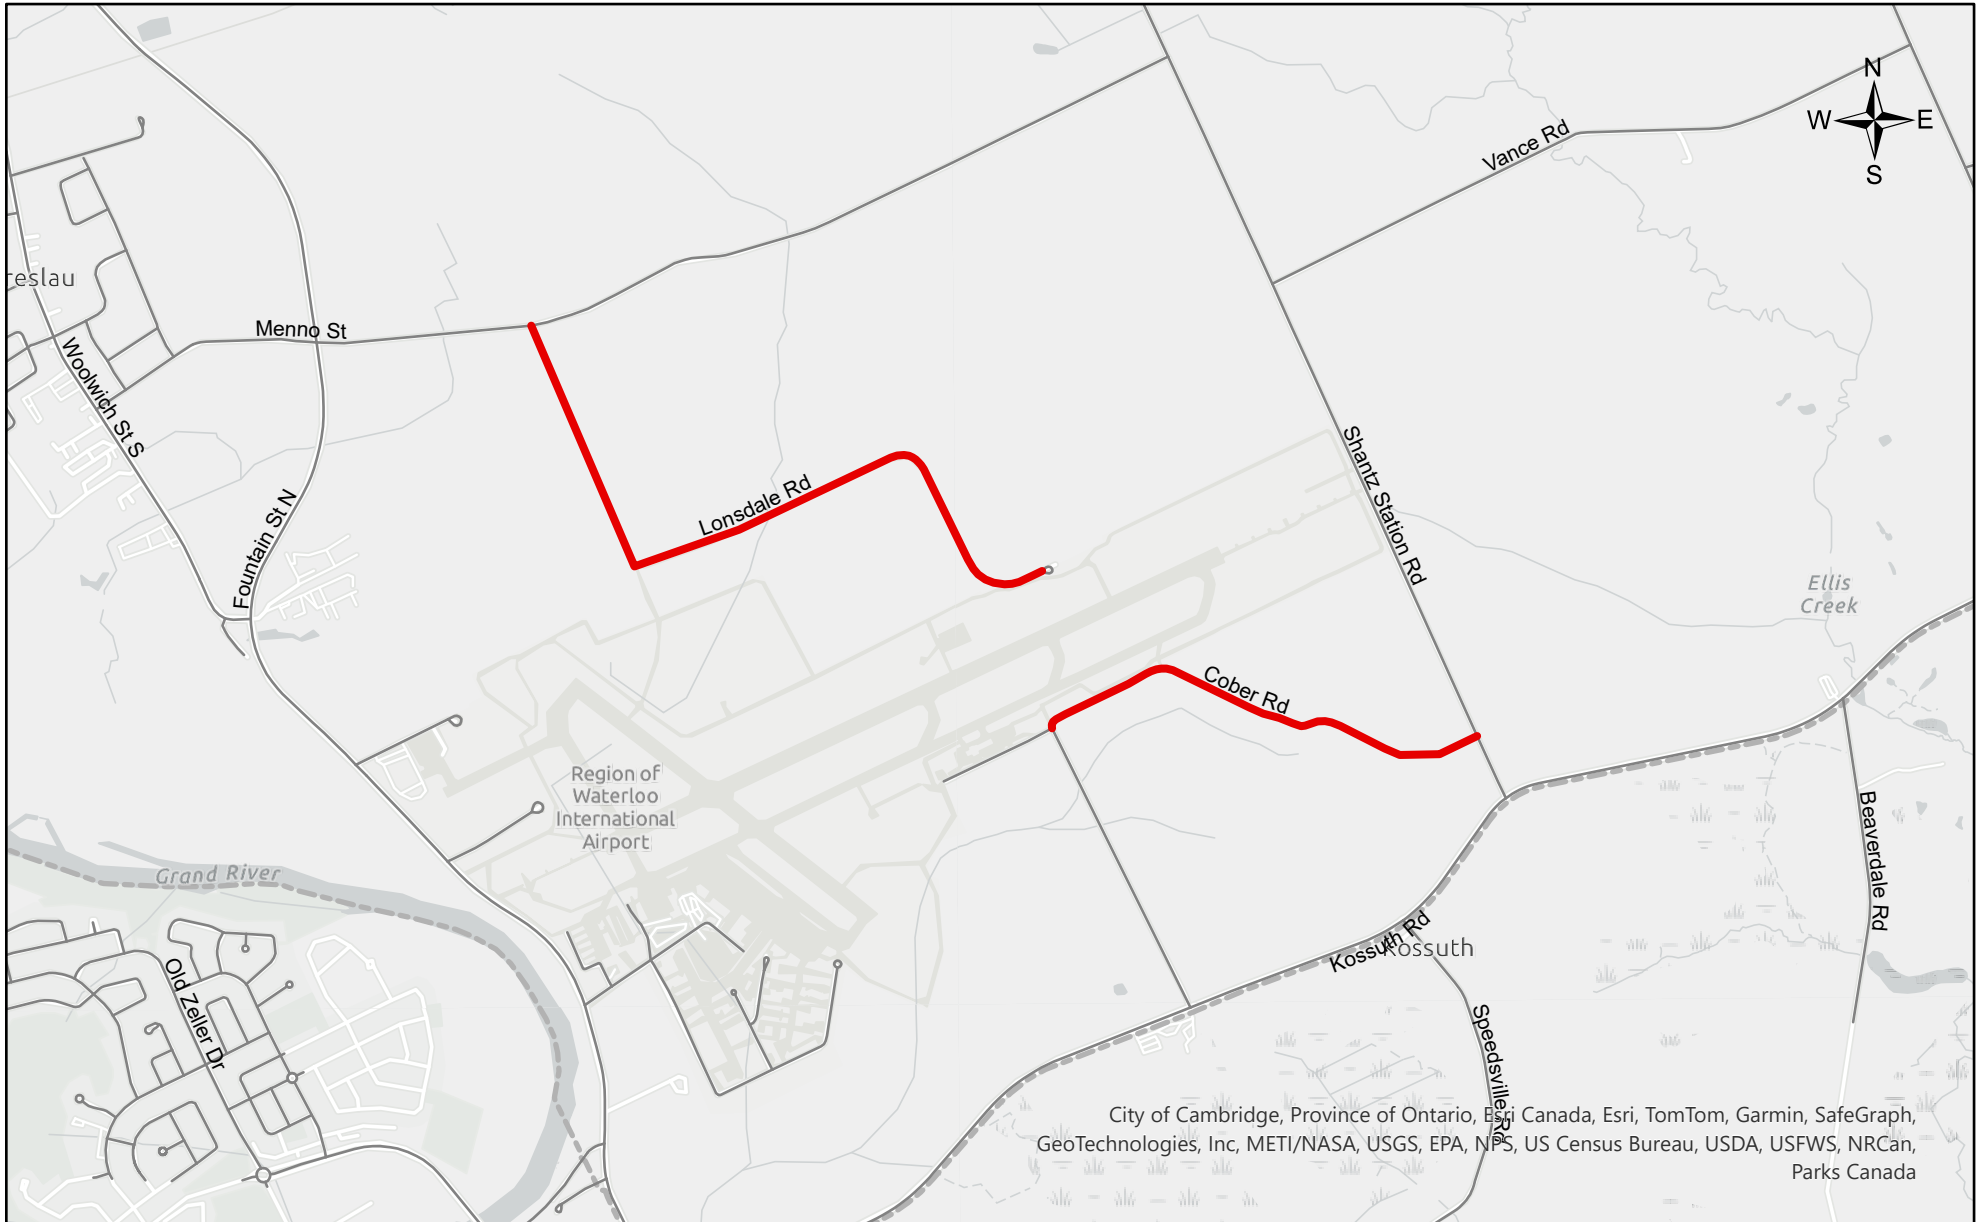 N
W E
S
Vance Rd
reslau
Menno St
Woolwich St S
Shantz Station Rd
Lonsdale Rd
Fountain St N
Ellis
Creek
Cober Rd
Region of
Waterloo
International
Airport
Beaverdale Rd
Grand River
Kossuth Rd
Kossuth
Old Zeller Dr
Speedsville Rd
City of Cambridge, Province of Ontario, Esri Canada, Esri, TomTom, Garmin, SafeGraph,
GeoTechnologies, Inc, METI/NASA, USGS, EPA, NPS, US Census Bureau, USDA, USFWS, NRCan,
Parks Canada